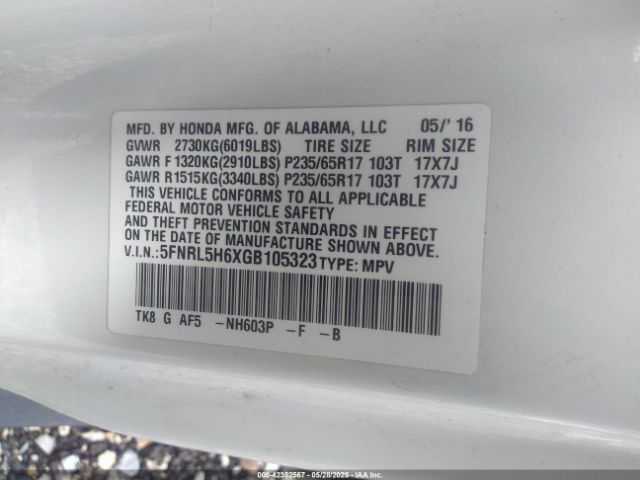 MFD. BY HONDA MFG. OF ALABAMA, LLC 05/' 16
GVWR 2730KG(6019LBS) TIRE SIZE RIM SIZE
GAWR F 1320KG(2910LBS) P235/65R17 103T 17X7J
GAWR R1515KG(3340LBS) P235/65R17 103T 17X7J
THIS VEHICLE CONFORMS TO ALL APPLICABLE
FEDERAL MOTOR VEHICLE SAFETY
AND THEFT PREVENTION STANDARDS IN EFFECT
ON THE DATE OF MANUFACTURE SHOWN ABOVE.
V.I.N.:5FNRL5H6XGB105323 TYPE: MPV
TK8 G AF5 -NH603P -F -B
000-42352567 - 05/28/2025 - IAAI.COM